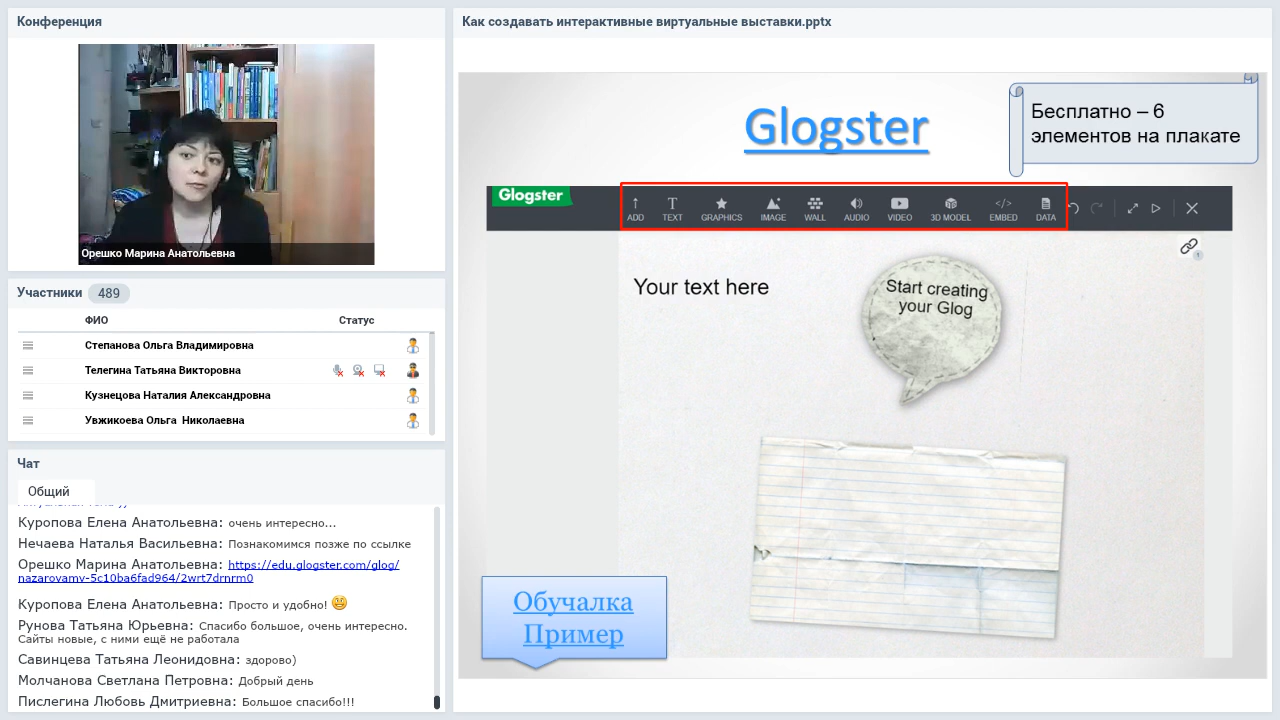 Конференция
Орешко Марина Анатольевна
Участники 489
ФИО Статус
Степанова Ольга Владимировна
Телегина Татьяна Викторовна
Кузнецова Наталия Александровна
Увжикоева Ольга Николаевна
Чат
Общий
Куропова Елена Анатольевна: очень интересно...
Нечаева Наталья Васильевна: Познакомимся позже по ссылке
Орешко Марина Анатольевна: https://edu.glogster.com/glog/
nazarovamv-5c10ba6fad964/2wrt7drnrm0
Куропова Елена Анатольевна: Просто и удобно!
Рунова Татьяна Юрьевна: Спасибо большое, очень интересно.
Сайты новые, с ними ещё не работала
Савинцева Татьяна Леонидовна: здорово)
Молчанова Светлана Петровна: Добрый день
Пислегина Любовь Дмитриевна: Большое спасибо!!!
Как создавать интерактивные виртуальные выставки.pptx
Glogster
Бесплатно – 6
элементов на плакате
Glogster
ADD TEXT GRAPHICS IMAGE WALL AUDIO VIDEO 3D MODEL EMBED DATA
Your text here
Start creating
your Glog
1
Обучалка
Пример